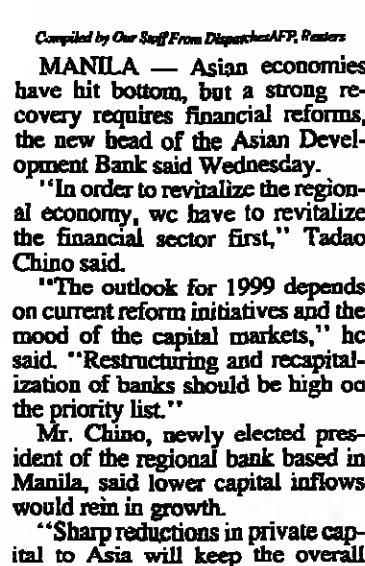 Compiled by Our Staff From Dispatches AFP, Reuters
MANILA — Asian economies
have hit bottom, but a strong re-
covery requires financial reforms,
the new head of the Asian Devel-
opment Bank said Wednesday.
"In order to revitalize the region-
al economy, we have to revitalize
the financial sector first," Tadao
Chino said.
"The outlook for 1999 depends
on current reform initiatives and the
mood of the capital markets," he
said. "Restructuring and recapital-
ization of banks should be high on
the priority list."
Mr. Chino, newly elected pres-
ident of the regional bank based in
Manila, said lower capital inflows
would rein in growth.
"Sharp reductions in private cap-
ital to Asia will keep the overall